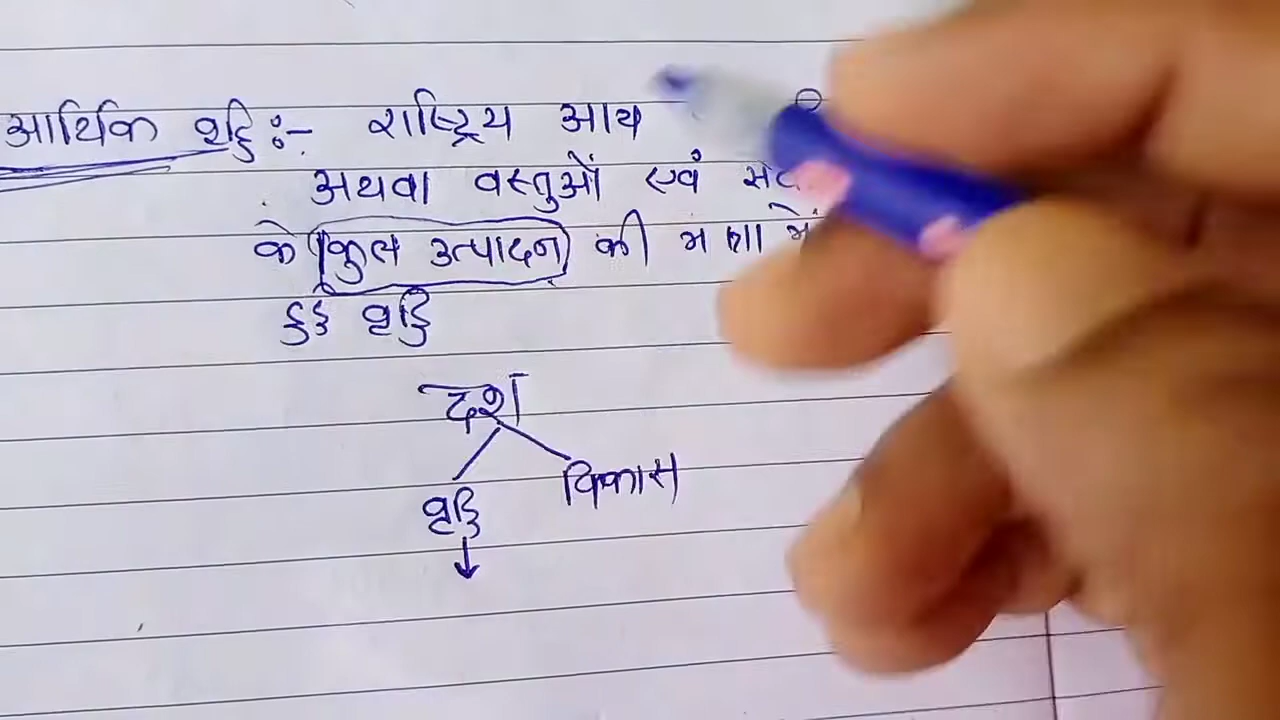 आर्थिक वृद्धि :- राष्ट्रिय आय
अथवा वस्तुओं एवं
के कुल उत्पादन की मात्रा में
हुई वृद्धि
देश
विकास
वृद्धि